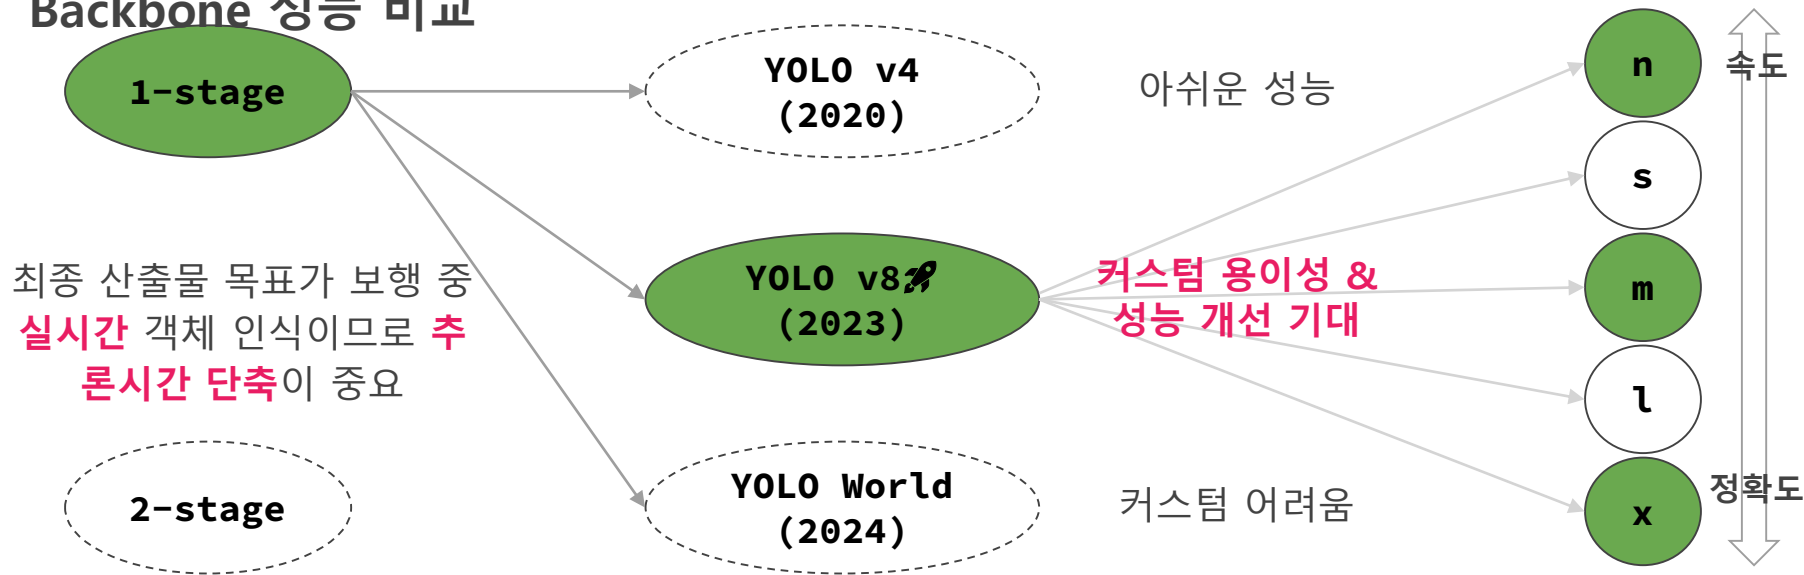 Backbone 성능 비교
1-stage
최종 산출물 목표가 보행 중
실시간 객체 인식이므로 추
론시간 단축이 중요
2-stage
YOLO v4
(2020)
아쉬운 성능
YOLO v8🚀
(2023)
커스텀 용이성 &
성능 개선 기대
YOLO World
(2024)
커스텀 어려움
n
s
m
l
x
속도
정확도